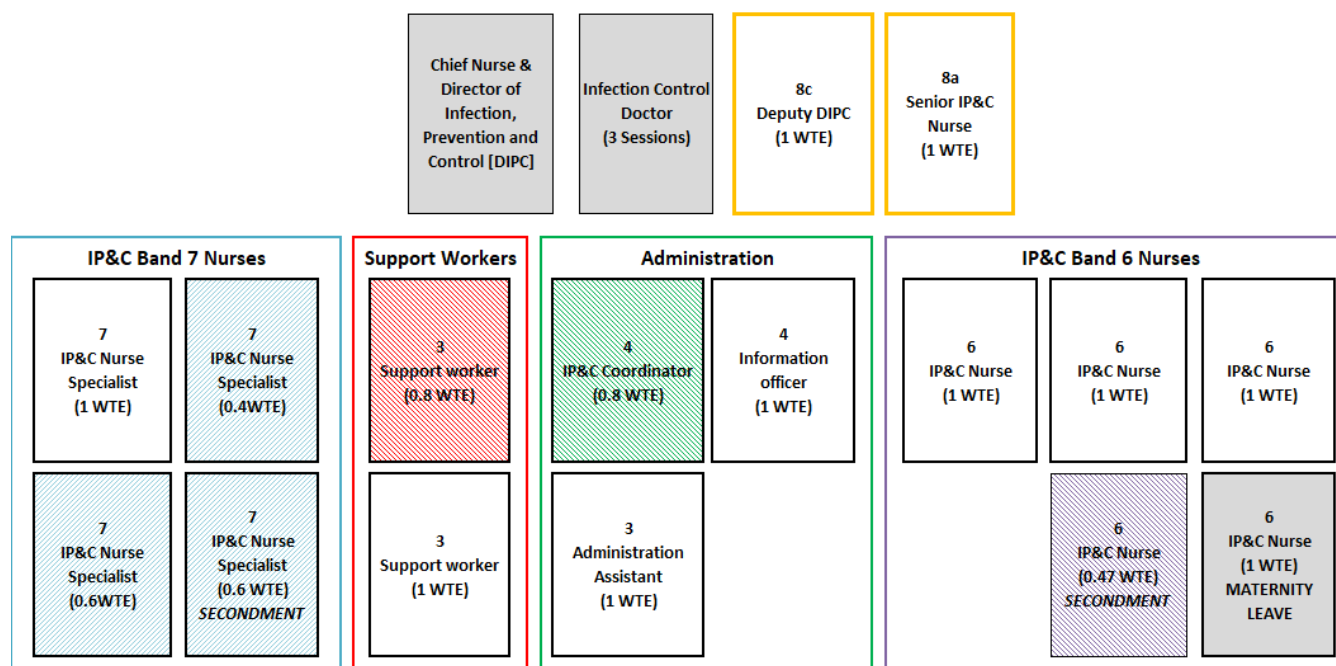 Chief Nurse &
Director of
Infection,
Prevention and
Control [DIPC]
Infection Control
Doctor
(3 Sessions)
8c
Deputy DIPC
(1 WTE)
8a
Senior IP&C
Nurse
(1 WTE)
IP&C Band 7 Nurses
7
IP&C Nurse
Specialist
(1 WTE)
7
IP&C Nurse
Specialist
(0.4WTE)
7
IP&C Nurse
Specialist
(0.6WTE)
7
IP&C Nurse
Specialist
(0.6 WTE)
SECONDMENT
Support Workers
3
Support worker
(0.8 WTE)
3
Support worker
(1 WTE)
Administration
4
IP&C Coordinator
(0.8 WTE)
4
Information
officer
(1 WTE)
3
Administration
Assistant
(1 WTE)
IP&C Band 6 Nurses
6
IP&C Nurse
(1 WTE)
6
IP&C Nurse
(1 WTE)
6
IP&C Nurse
(1 WTE)
6
IP&C Nurse
(0.47 WTE)
SECONDMENT
6
IP&C Nurse
(1 WTE)
MATERNITY
LEAVE